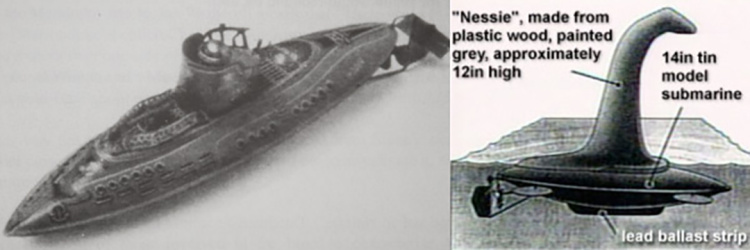 "Nessie", made from
plastic wood, painted
grey, approximately
12in high
14in tin
model
submarine
lead ballast strip